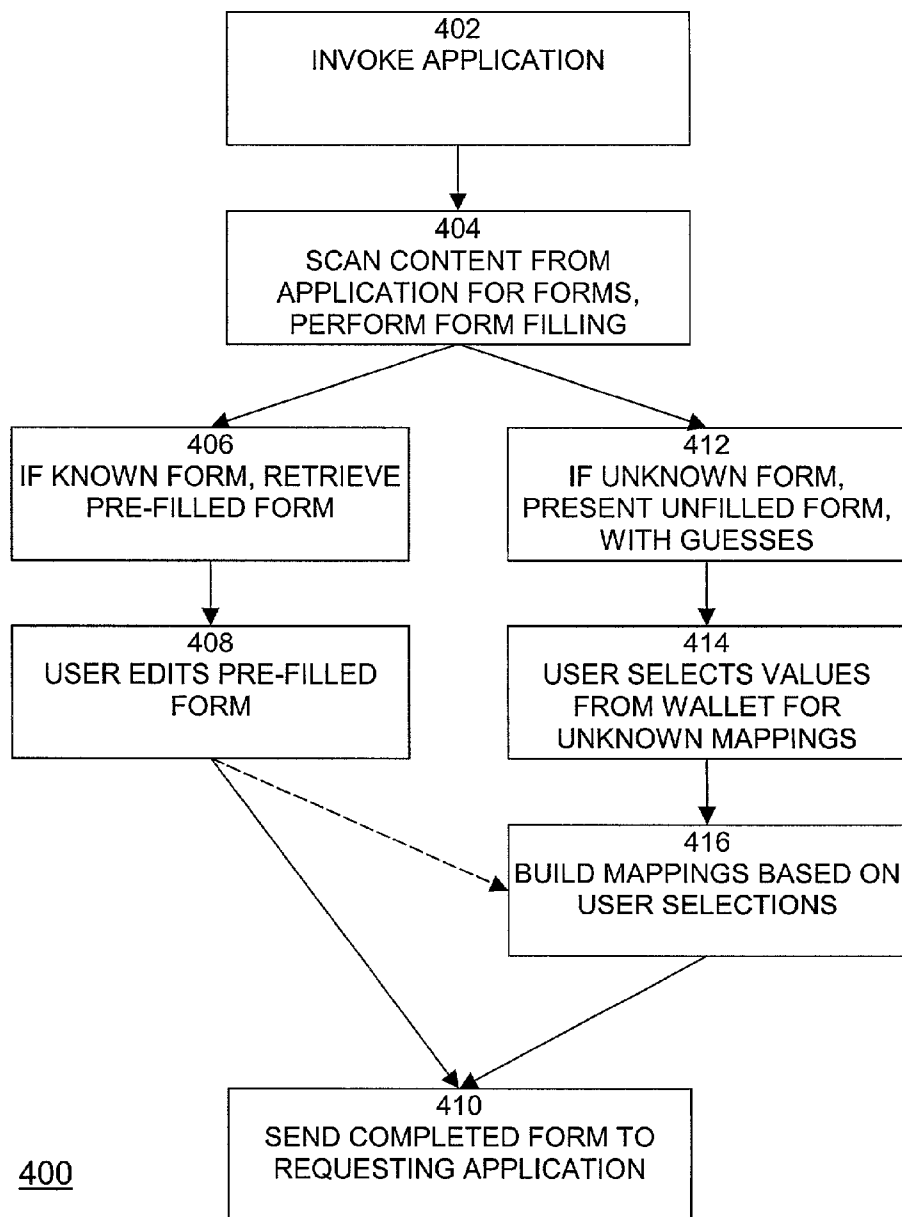 402
INVOKE APPLICATION
404
SCAN CONTENT FROM
APPLICATION FOR FORMS,
PERFORM FORM FILLING
406
IF KNOWN FORM, RETRIEVE
PRE-FILLED FORM
412
IF UNKNOWN FORM,
PRESENT UNFILLED FORM,
WITH GUESSES
408
USER EDITS PRE-FILLED
FORM
414
USER SELECTS VALUES
FROM WALLET FOR
UNKNOWN MAPPINGS
416
BUILD MAPPINGS BASED ON
USER SELECTIONS
410
SEND COMPLETED FORM TO
REQUESTING APPLICATION
400